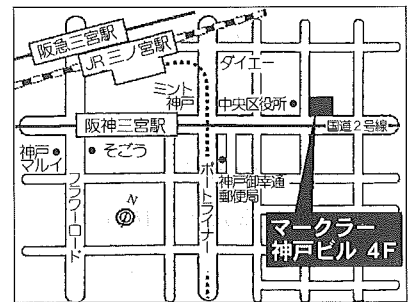 阪急三宮駅
JR 三ノ宮駅
ダイエー
ミント
神戸
中央区役所
阪神三宮駅
国道2号線
神戸
マルイ
そごう
神戸御幸通
郵便局
フラワーロード
ポートライナー
N
マークラー
神戸ビル 4F